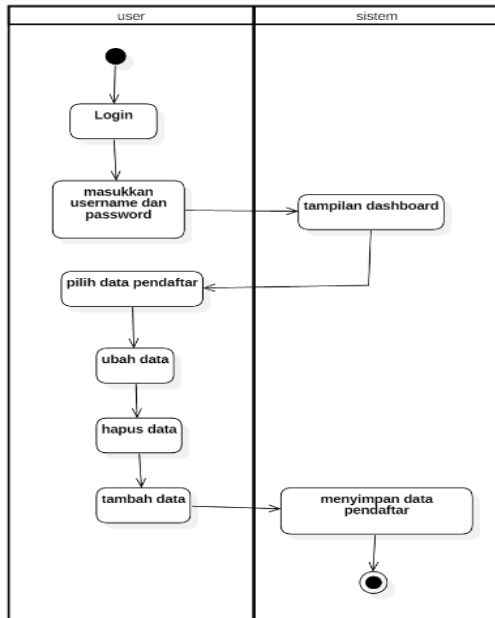 user
sistem
Login
masukkan
username dan
password
tampilan dashboard
pilih data pendaftar
ubah data
hapus data
tambah data
menyimpan data
pendaftar